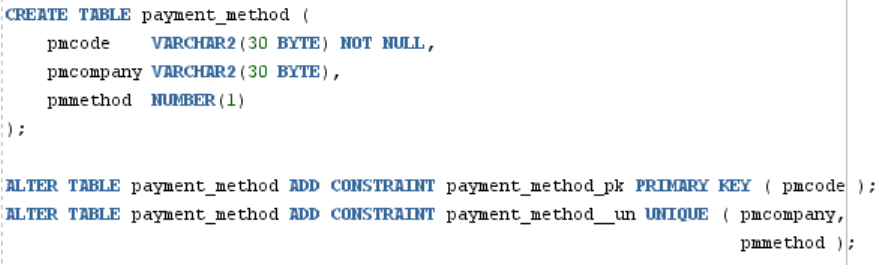 CREATE TABLE payment_method (
    pmcode    VARCHAR2(30 BYTE) NOT NULL,
    pmcompany VARCHAR2(30 BYTE),
    pmmethod  NUMBER(1)
);
ALTER TABLE payment_method ADD CONSTRAINT payment_method_pk PRIMARY KEY ( pmcode );
ALTER TABLE payment_method ADD CONSTRAINT payment_method__un UNIQUE ( pmcompany,
                                                                      pmmethod );